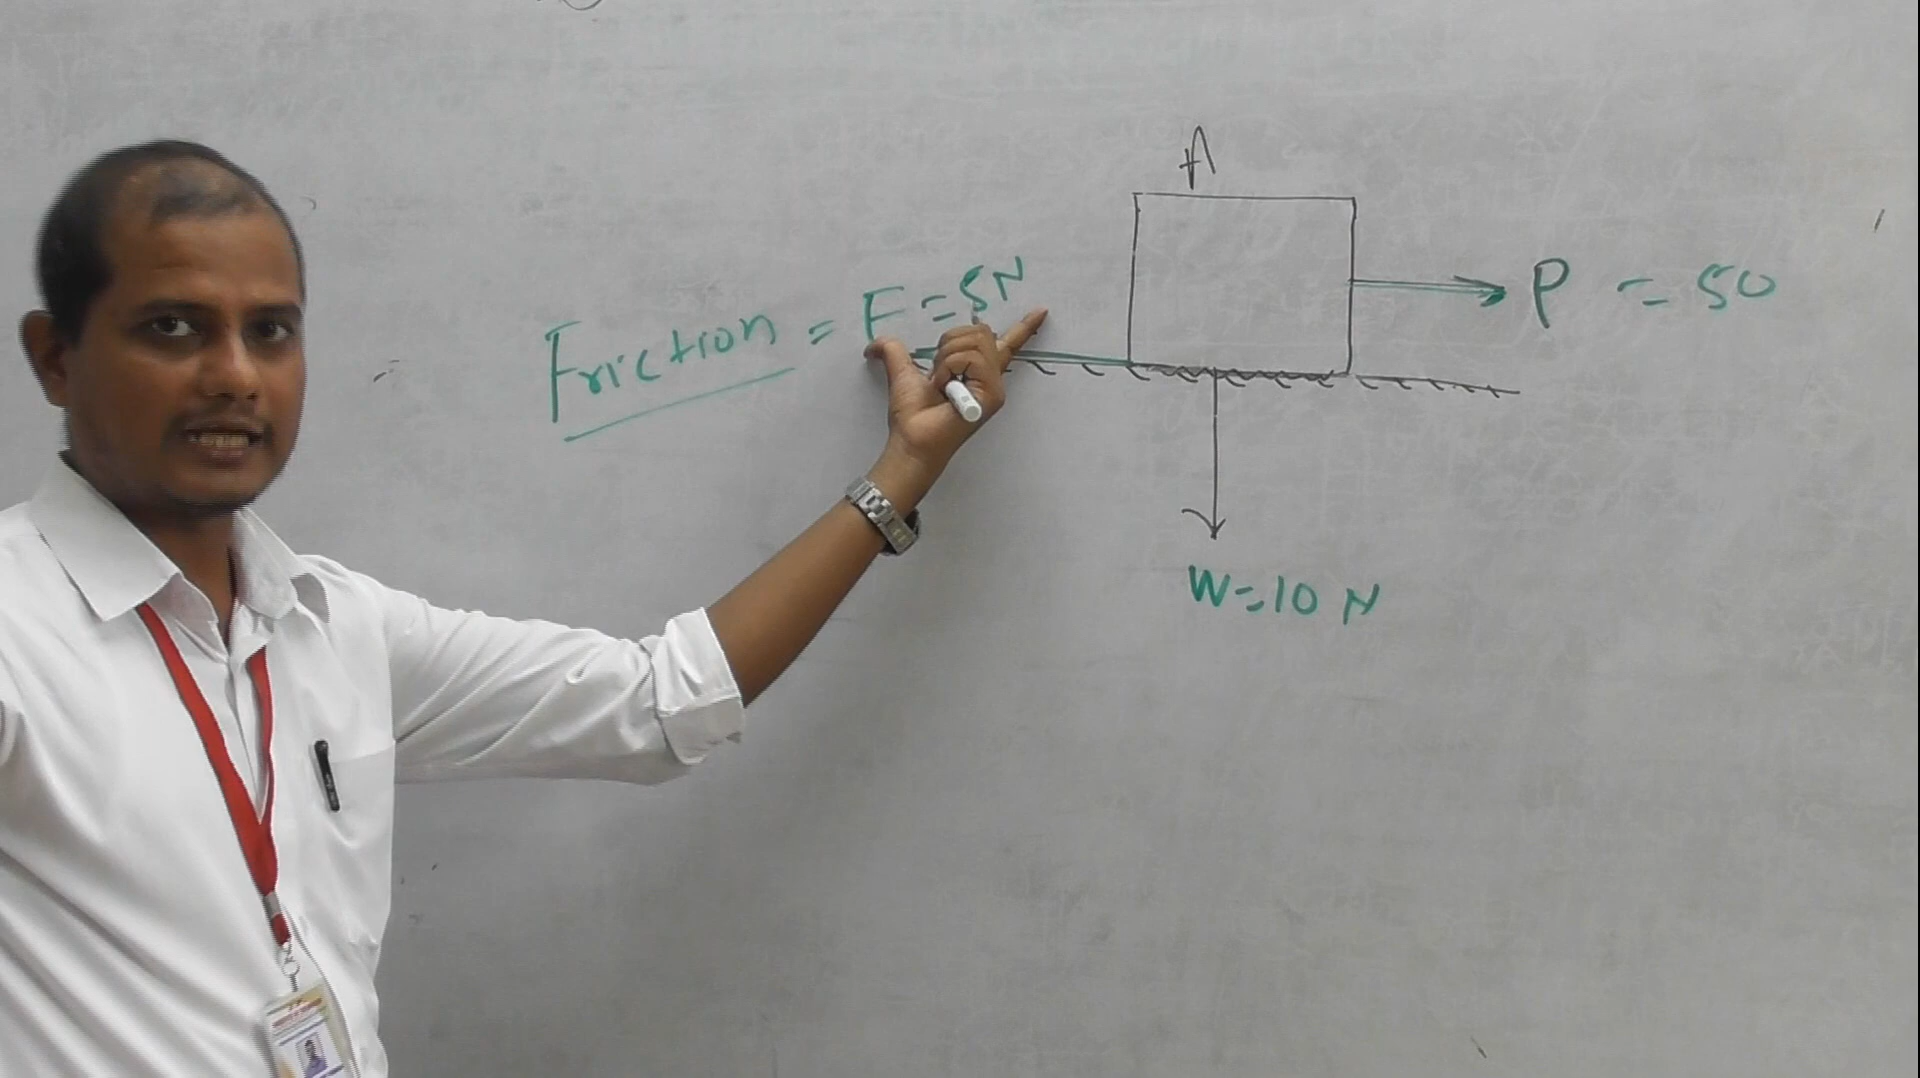 A
Friction = F = 5N
P = 50
W = 10 N